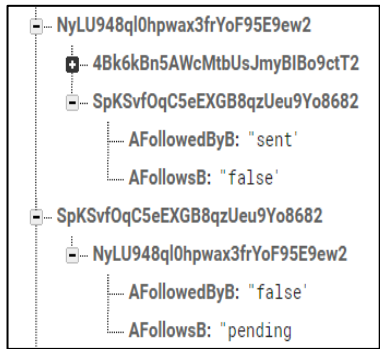 NyLU948ql0hpwax3frYoF95E9ew2
4Bk6kBn5AWcMtbUsJmyBIBo9ctT2
SpKSvfOqC5eEXGB8qzUeu9Yo8682
AFollowedByB: "sent'
AFollowsB: "false'
SpKSvfOqC5eEXGB8qzUeu9Yo8682
NyLU948ql0hpwax3frYoF95E9ew2
AFollowedByB: "false'
AFollowsB: "pending